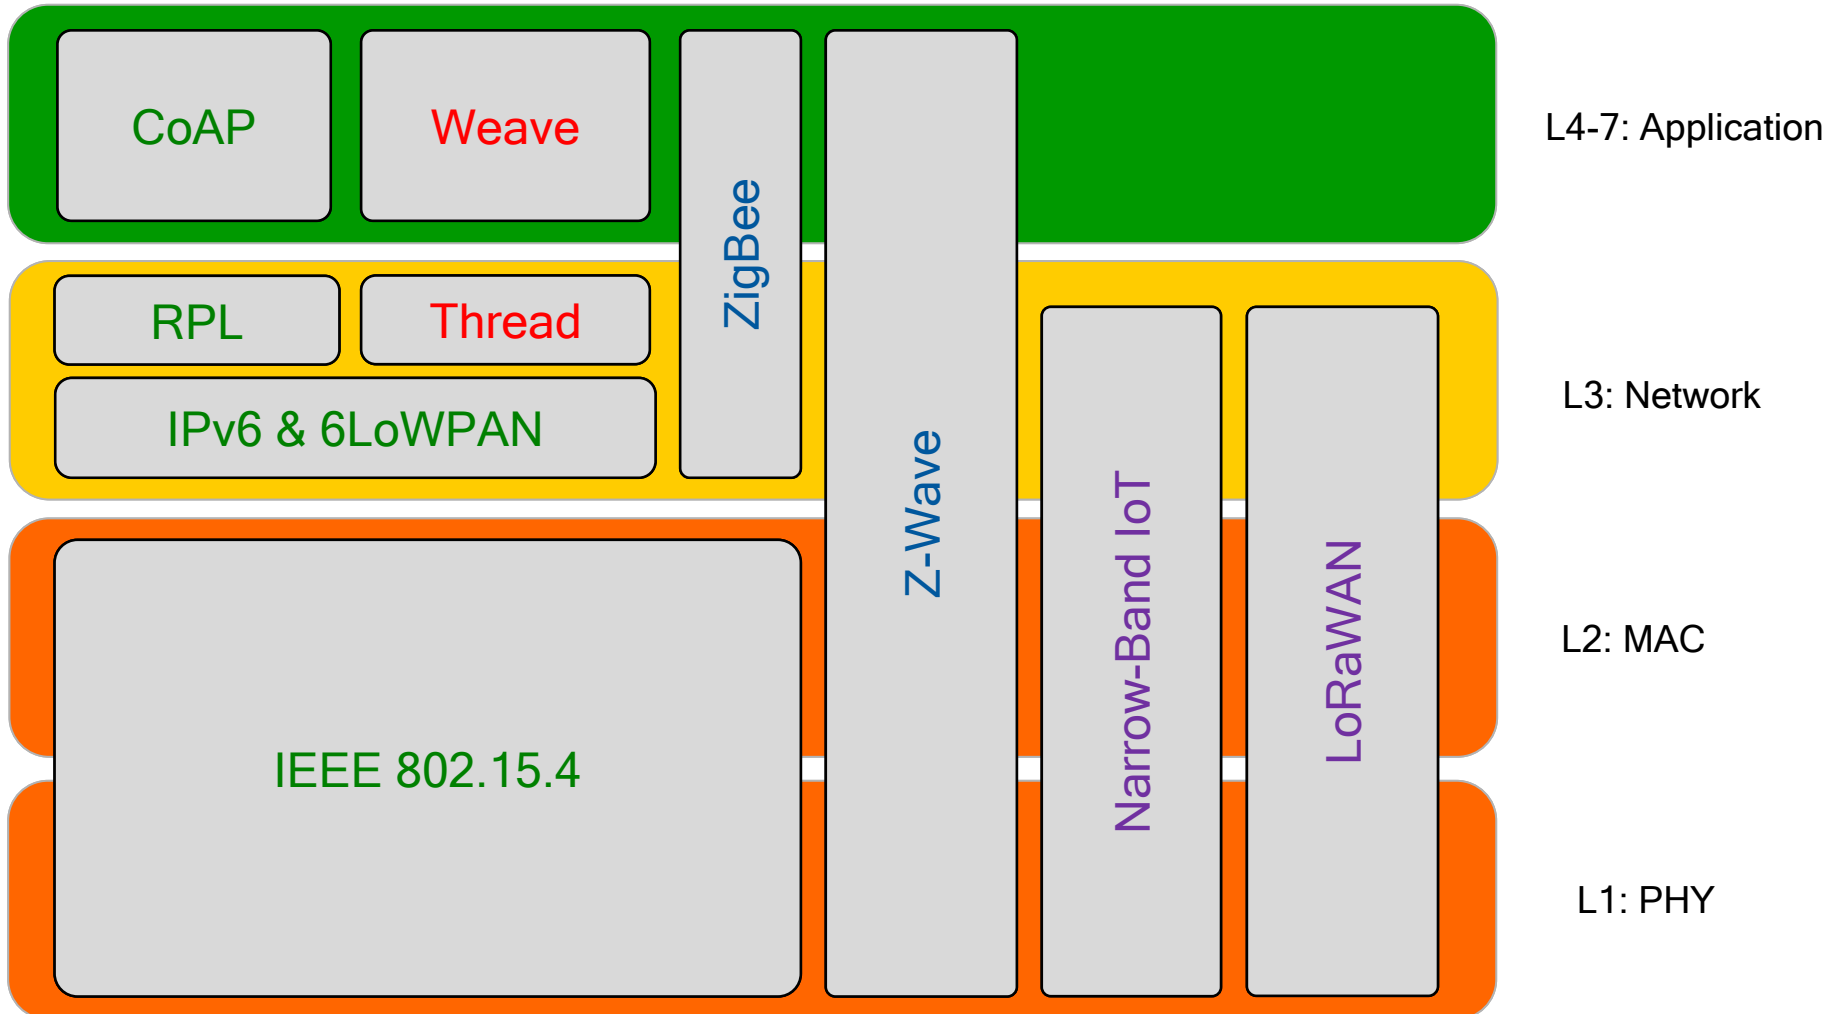 CoAP
Weave
ZigBee
Z-Wave
L4-7: Application
RPL
Thread
IPv6 & 6LoWPAN
Narrow-Band IoT
LoRaWAN
L3: Network
IEEE 802.15.4
L2: MAC
L1: PHY